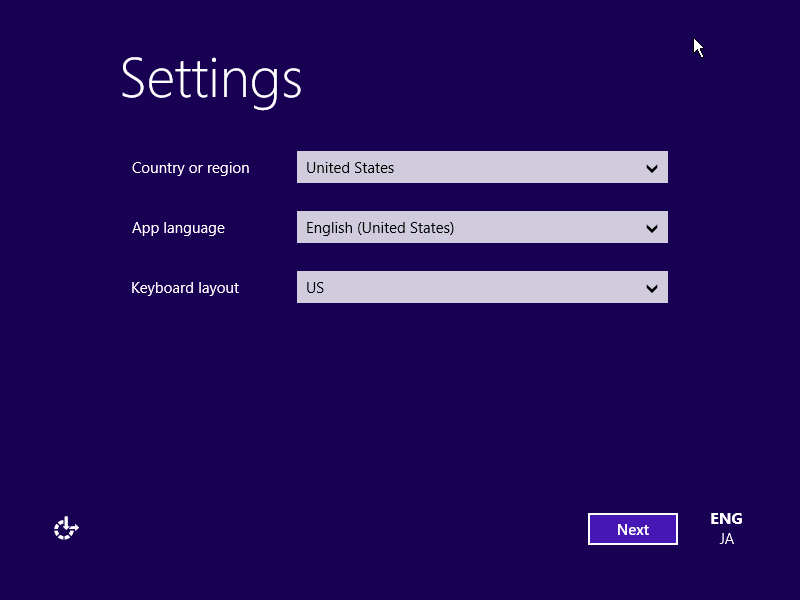 Settings
Country or region United States
App language English (United States)
Keyboard layout US
Next
ENG
JA